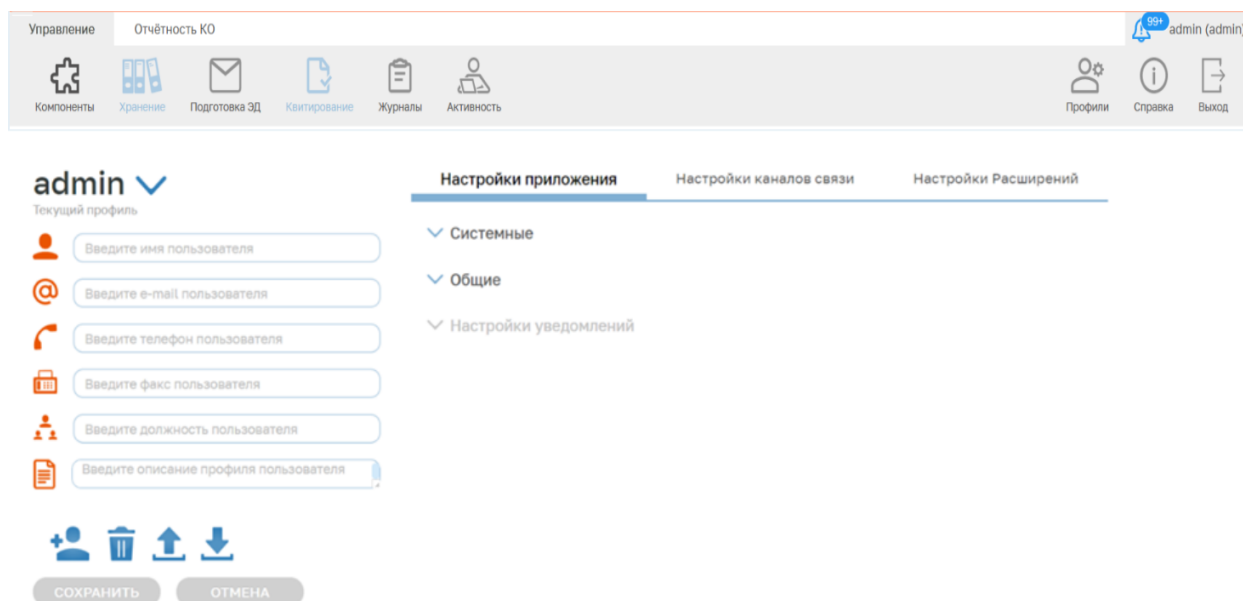 Управление Отчётность КО 99+ admin (admin)
Компоненты Хранение Подготовка ЭД Квитирование Журналы Активность Профили Справка Выход
admin
Текущий профиль
Введите имя пользователя
Введите e-mail пользователя
Введите телефон пользователя
Введите факс пользователя
Введите должность пользователя
Введите описание профиля пользователя
СОХРАНИТЬ ОТМЕНА
Настройки приложения Настройки каналов связи Настройки Расширений
Системные
Общие
Настройки уведомлений